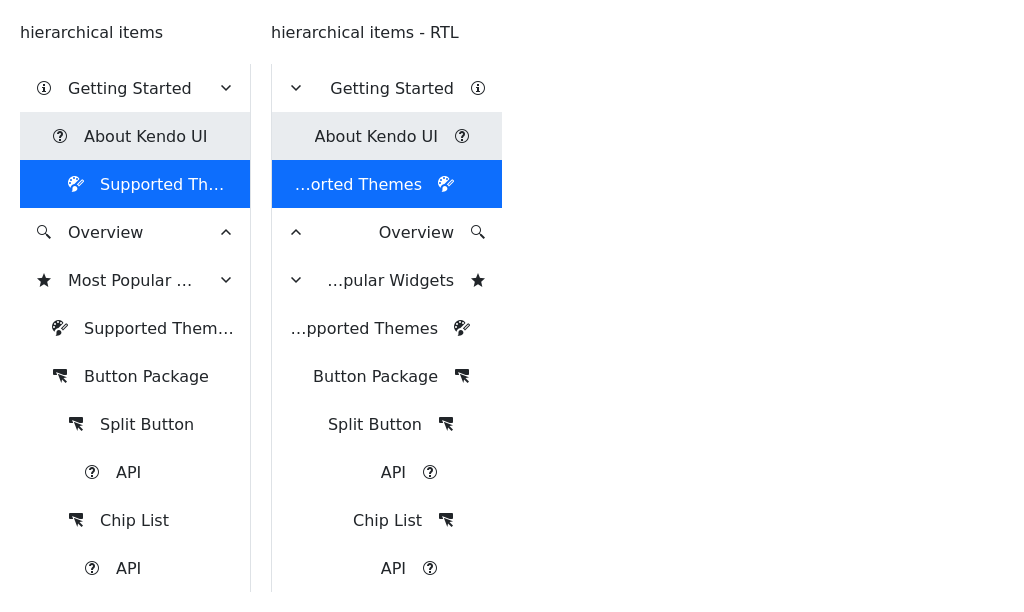 hierarchical items
Getting Started
About Kendo UI
Supported Th...
Overview
Most Popular ...
Supported Them...
Button Package
Split Button
API
Chip List
API
hierarchical items - RTL
Getting Started
About Kendo UI
...orted Themes
Overview
...pular Widgets
...pported Themes
Button Package
Split Button
API
Chip List
API